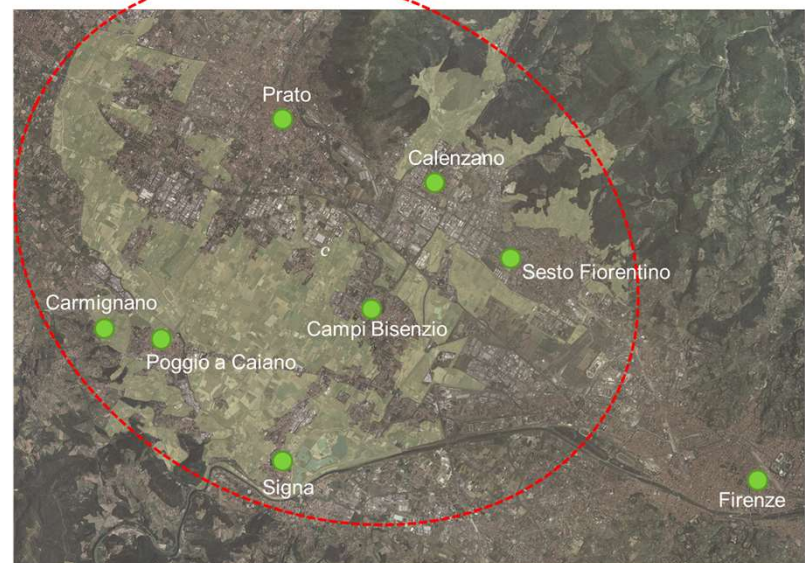 Prato
Calenzano
c
Sesto Fiorentino
Carmignano
Campi Bisenzio
Poggio a Caiano
Signa
Firenze